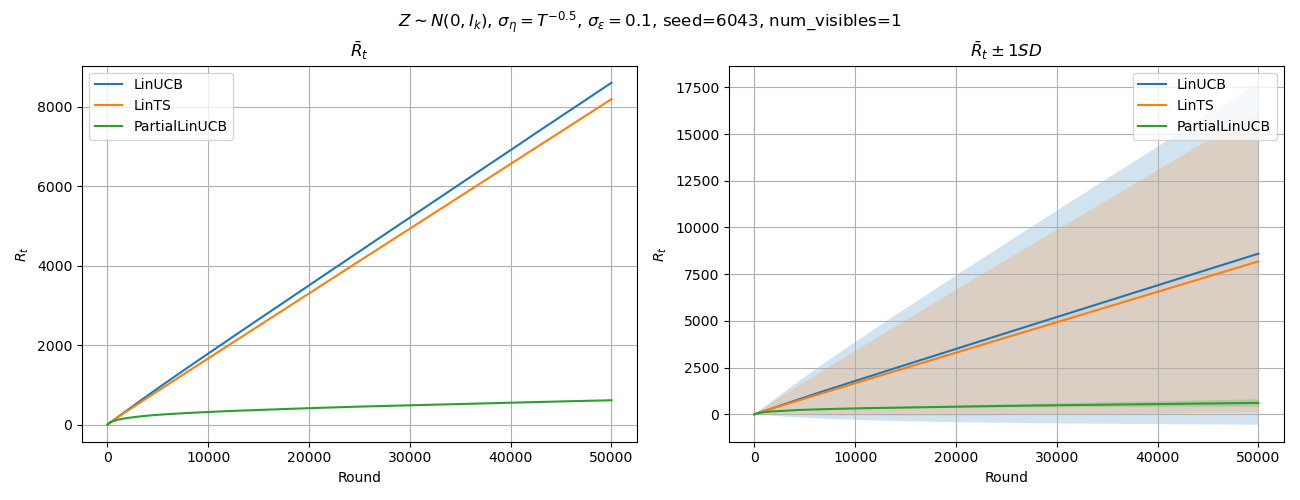 Z ~ N(0, I_k), σ_η = T^{-0.5}, σ_ε = 0.1, seed=6043, num_visibles=1
R̄_t
LinUCB
LinTS
PartialLinUCB
8000
6000
4000
2000
0
R_t
0 10000 20000 30000 40000 50000
Round
R̄_t ± 1SD
LinUCB
LinTS
PartialLinUCB
17500
15000
12500
10000
7500
5000
2500
0
R_t
0 10000 20000 30000 40000 50000
Round